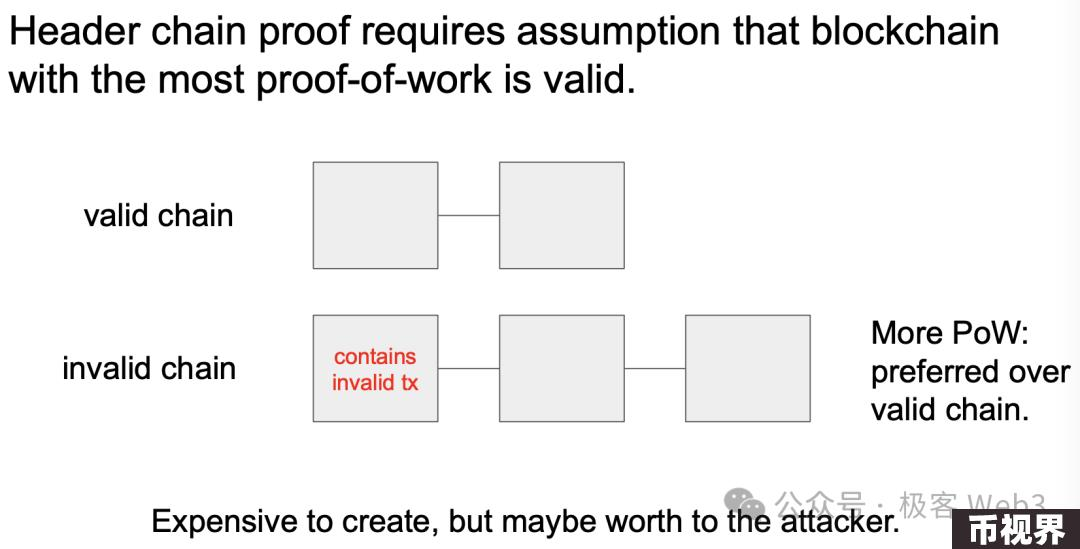 Header chain proof requires assumption that blockchain
with the most proof-of-work is valid.
valid chain
invalid chain
contains
invalid tx
More PoW:
preferred over
valid chain.
公众号 · 极客 Web3
Expensive to create, but maybe worth to the attacker.
币视界